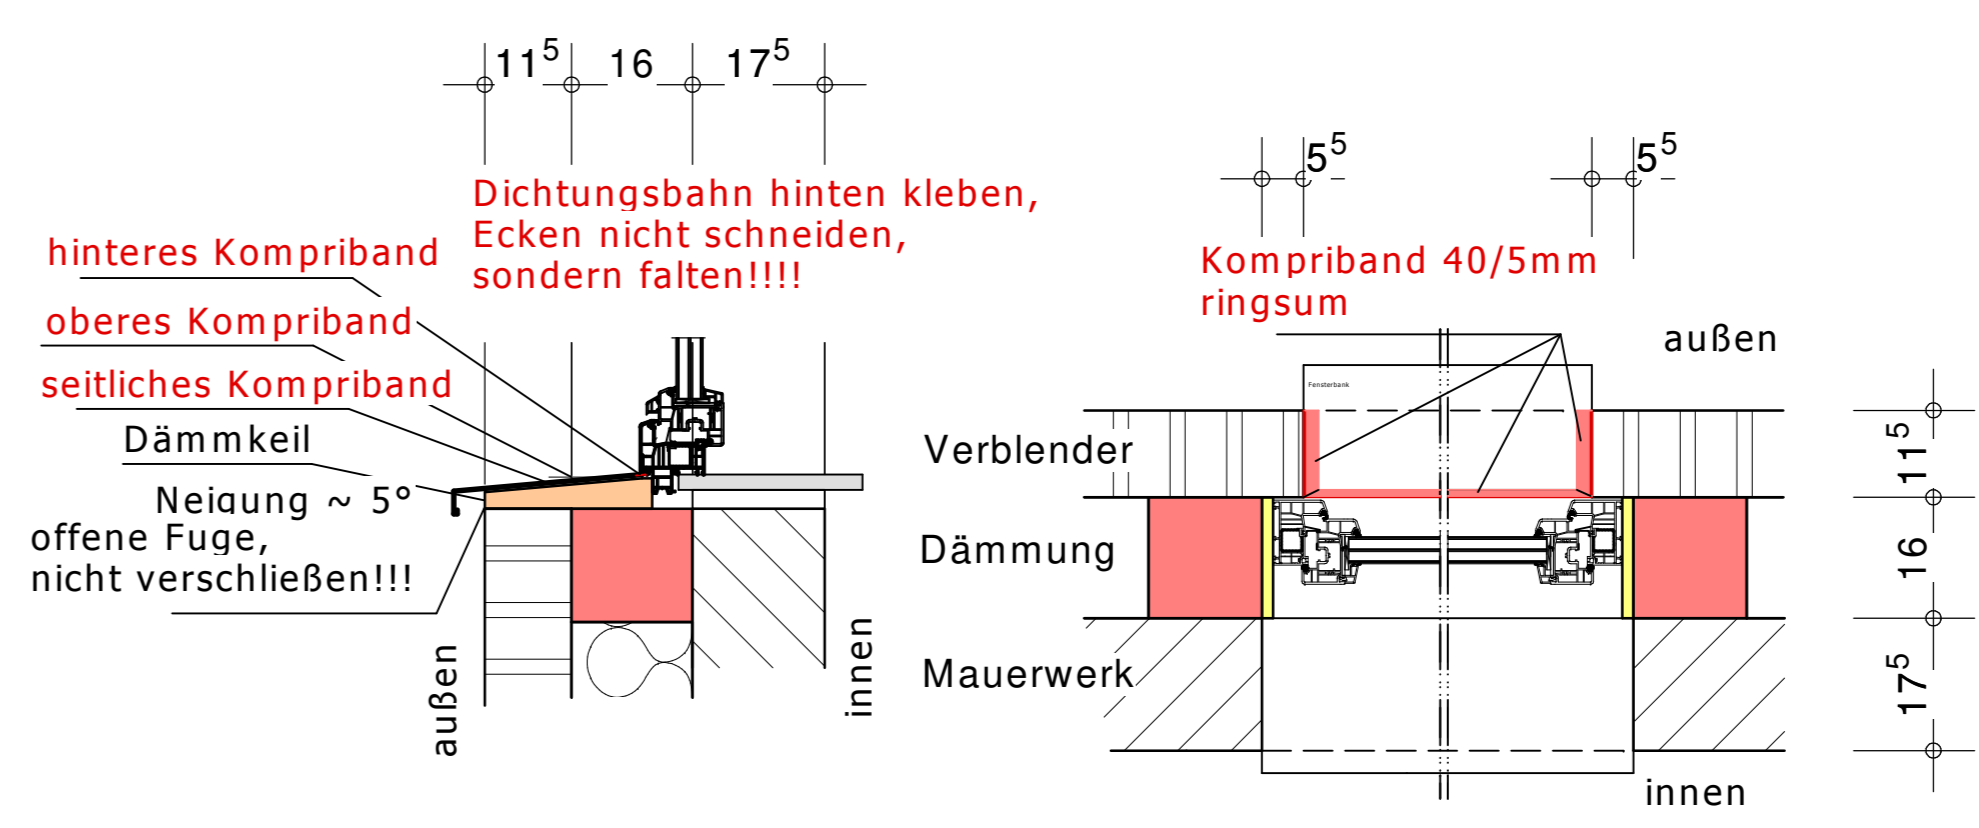 11⁵ 16 17⁵
Dichtungsbahn hinten kleben,
Ecken nicht schneiden,
sondern falten!!!!
hinteres Kompriband
oberes Kompriband
seitliches Kompriband
Dämmkeil
Neigung ~ 5°
offene Fuge,
nicht verschließen!!!
außen
innen
5⁵ 5⁵
Kompriband 40/5mm
ringsum
außen
Fensterbank
Verblender
Dämmung
Mauerwerk
innen
11⁵
16
17⁵